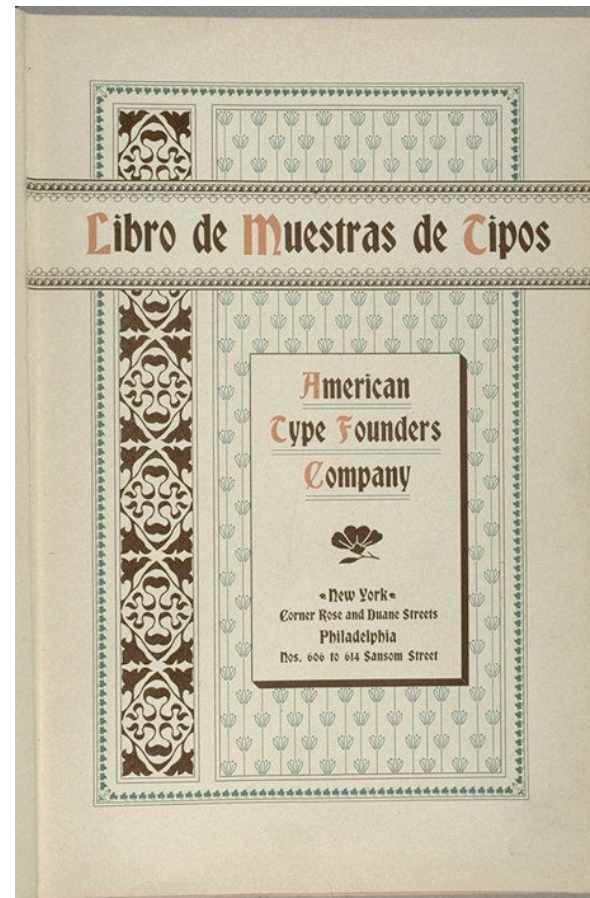 Libro de Muestras de Tipos
American
Type Founders
Company
New York
Corner Rose and Duane Streets
Philadelphia
Nos. 606 to 614 Sansom Street